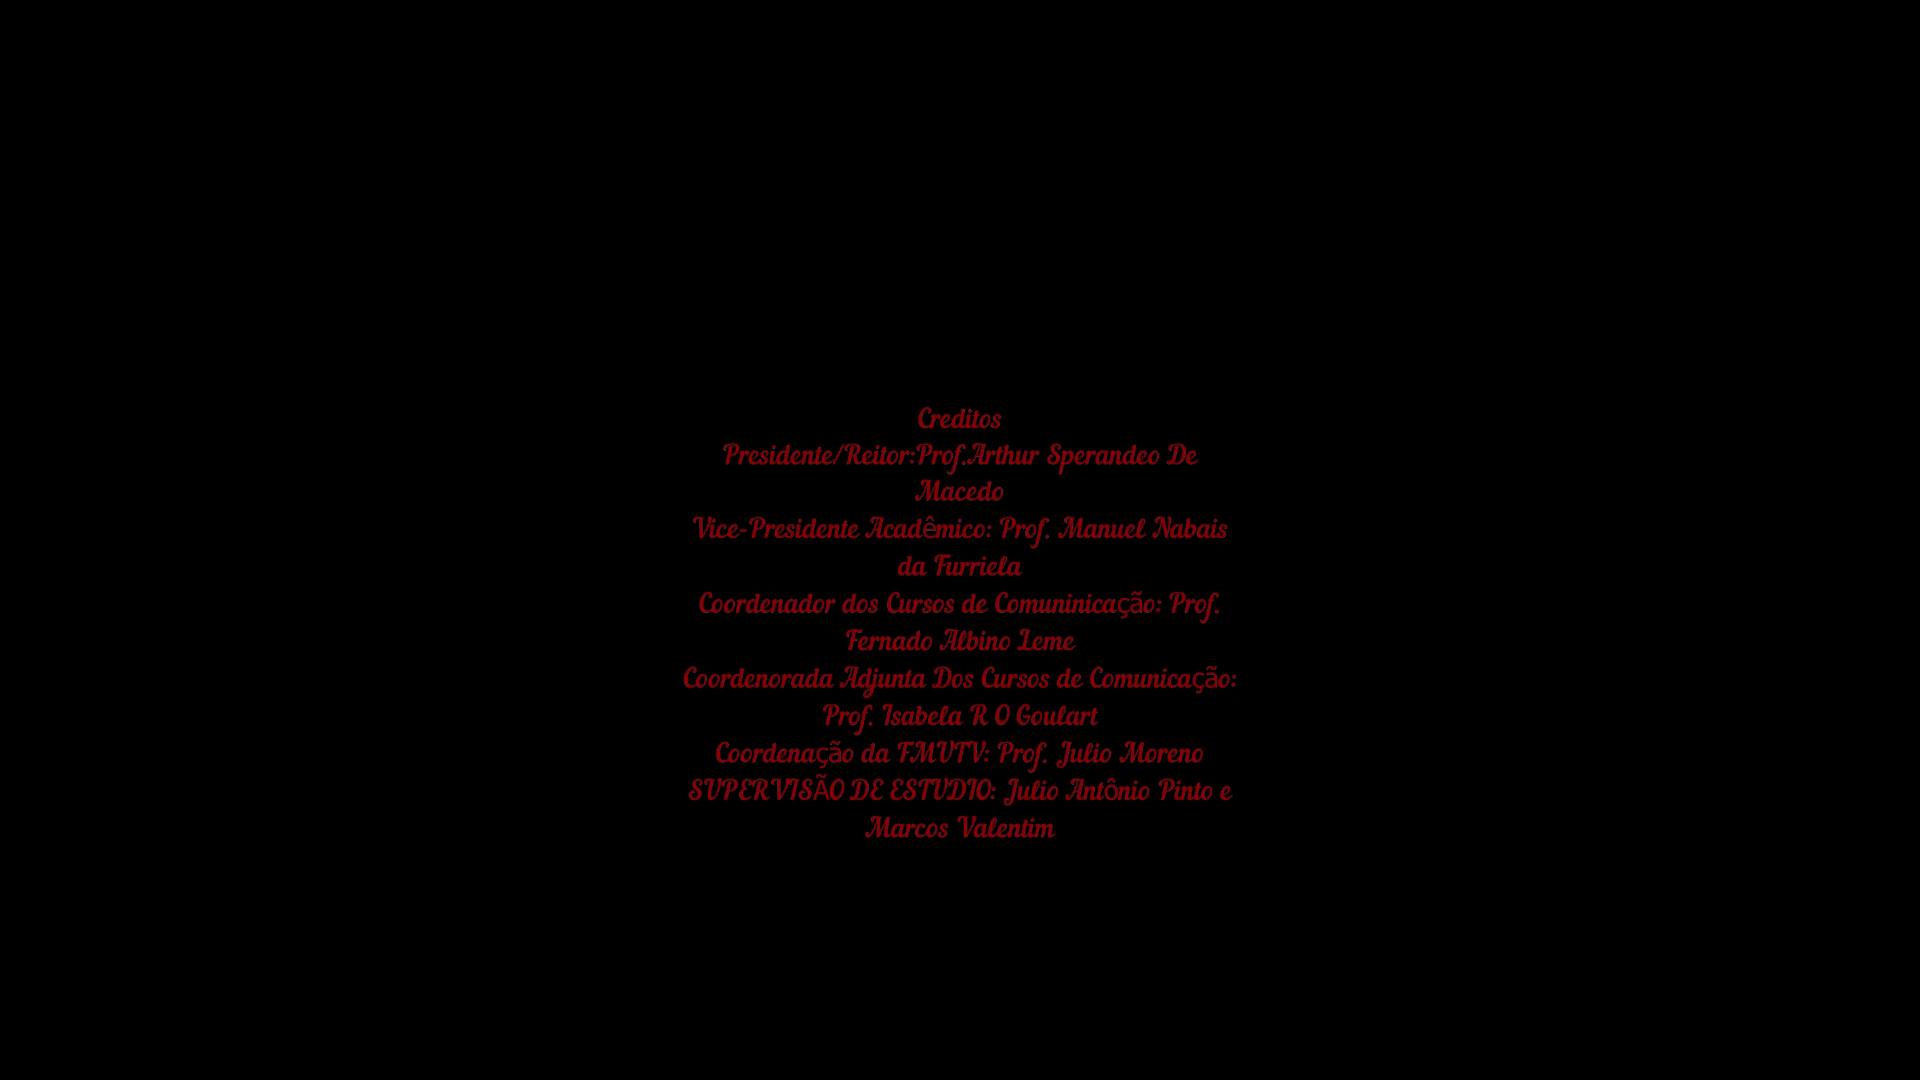 Creditos
Presidente/Reitor:Prof.Arthur Sperandeo De
Macedo
Vice-Presidente Acadêmico: Prof. Manuel Nabais
da Furriela
Coordenador dos Cursos de Comuninicação: Prof.
Fernado Albino Leme
Coordenorada Adjunta Dos Cursos de Comunicação:
Prof. Isabela R O Goulart
Coordenação da FMUTV: Prof. Julio Moreno
SUPERVISÃO DE ESTUDIO: Julio Antônio Pinto e
Marcos Valentim